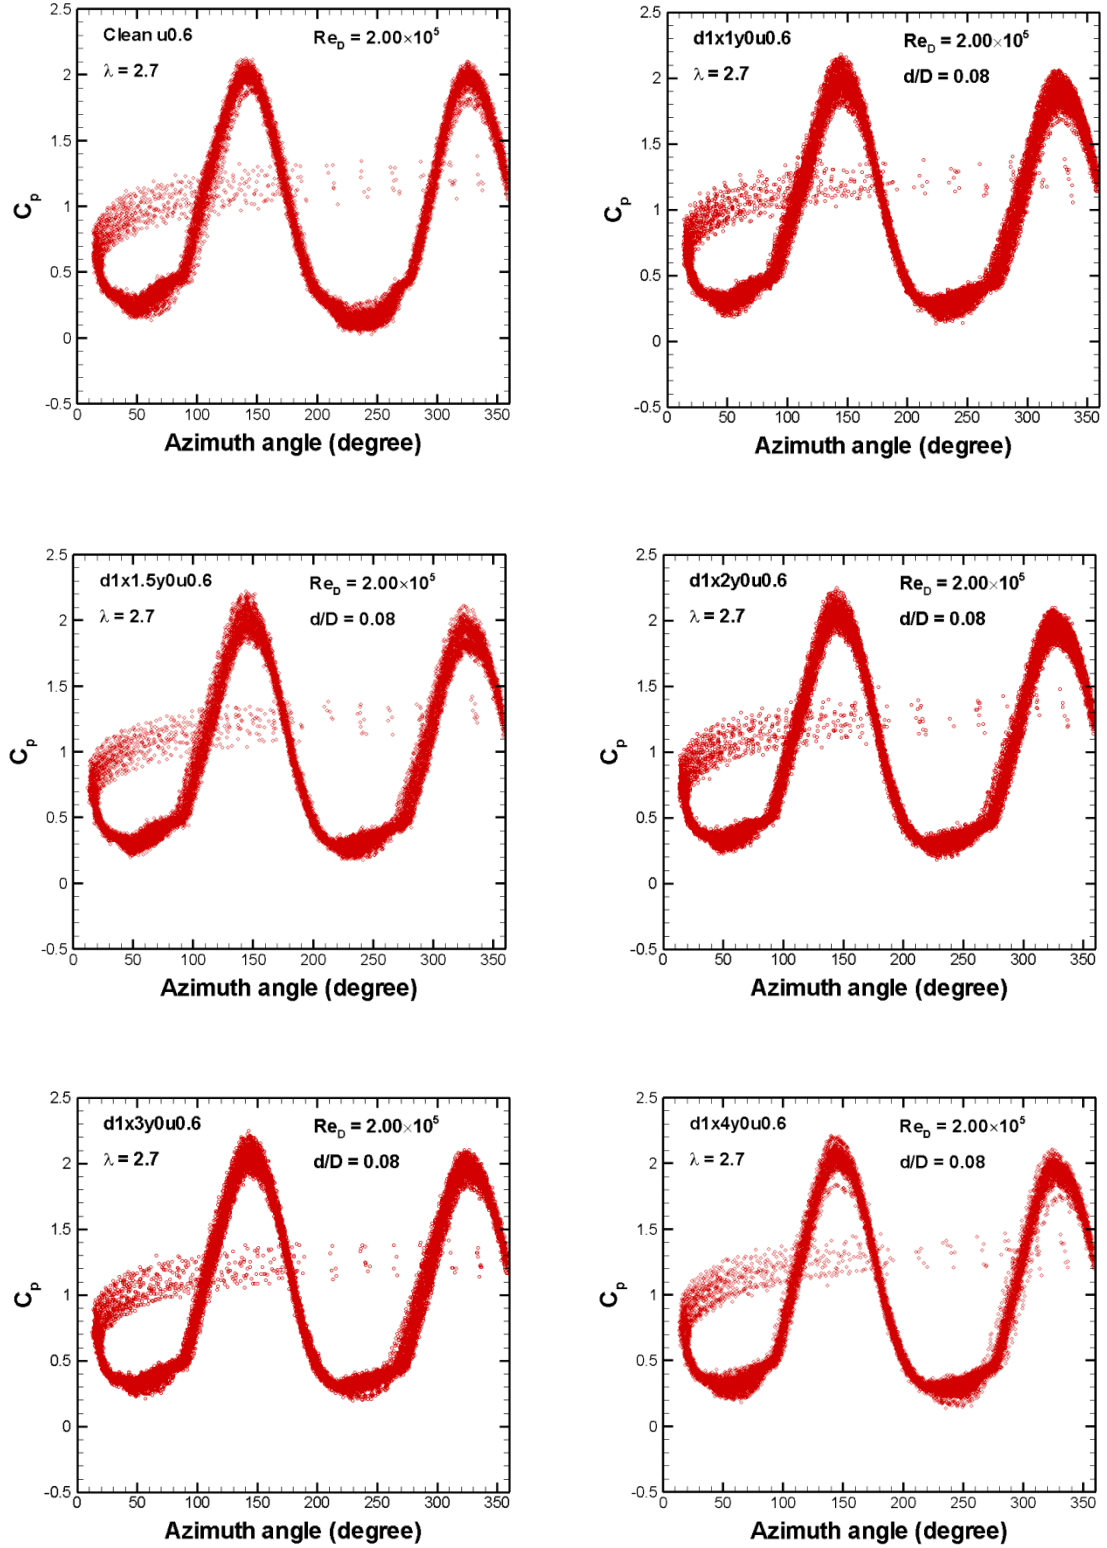 2.5
2
1.5
1
0.5
0
-0.5
C_p
Clean u0.6
Re_D = 2.00×10^5
λ = 2.7
0 50 100 150 200 250 300 350
Azimuth angle (degree)
2.5
2
1.5
1
0.5
0
-0.5
C_p
d1x1y0u0.6
Re_D = 2.00×10^5
λ = 2.7
d/D = 0.08
0 50 100 150 200 250 300 350
Azimuth angle (degree)
2.5
2
1.5
1
0.5
0
-0.5
C_p
d1x1.5y0u0.6
Re_D = 2.00×10^5
λ = 2.7
d/D = 0.08
0 50 100 150 200 250 300 350
Azimuth angle (degree)
2.5
2
1.5
1
0.5
0
-0.5
C_p
d1x2y0u0.6
Re_D = 2.00×10^5
λ = 2.7
d/D = 0.08
0 50 100 150 200 250 300 350
Azimuth angle (degree)
2.5
2
1.5
1
0.5
0
-0.5
C_p
d1x3y0u0.6
Re_D = 2.00×10^5
λ = 2.7
d/D = 0.08
0 50 100 150 200 250 300 350
Azimuth angle (degree)
2.5
2
1.5
1
0.5
0
-0.5
C_p
d1x4y0u0.6
Re_D = 2.00×10^5
λ = 2.7
d/D = 0.08
0 50 100 150 200 250 300 350
Azimuth angle (degree)